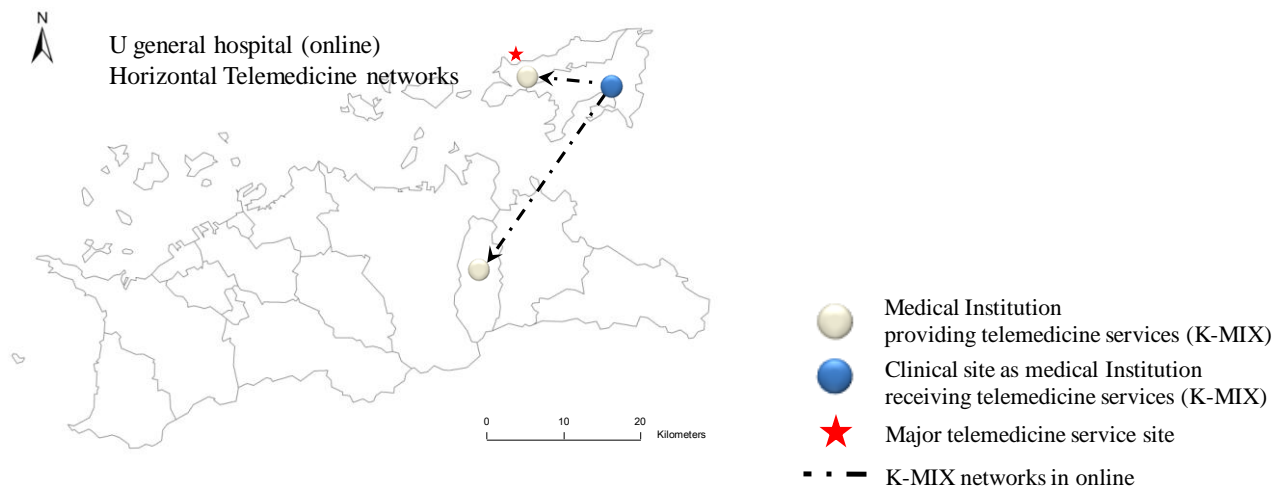 N
U general hospital (online)
Horizontal Telemedicine networks
Medical Institution
providing telemedicine services (K-MIX)
Clinical site as medical Institution
receiving telemedicine services (K-MIX)
Major telemedicine service site
K-MIX networks in online
0 10 20
Kilometers